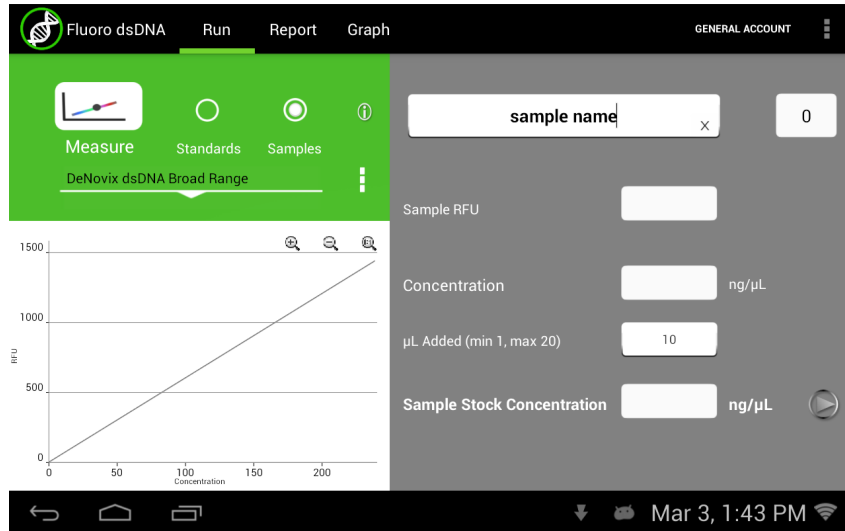 Fluoro dsDNA Run Report Graph GENERAL ACCOUNT
Measure Standards Samples
DeNovix dsDNA Broad Range
sample name x 0
Sample RFU
Concentration ng/µL
µL Added (min 1, max 20) 10
Sample Stock Concentration ng/µL
1500
1000
500
0
RFU
0 50 100 150 200
Concentration
Mar 3, 1:43 PM